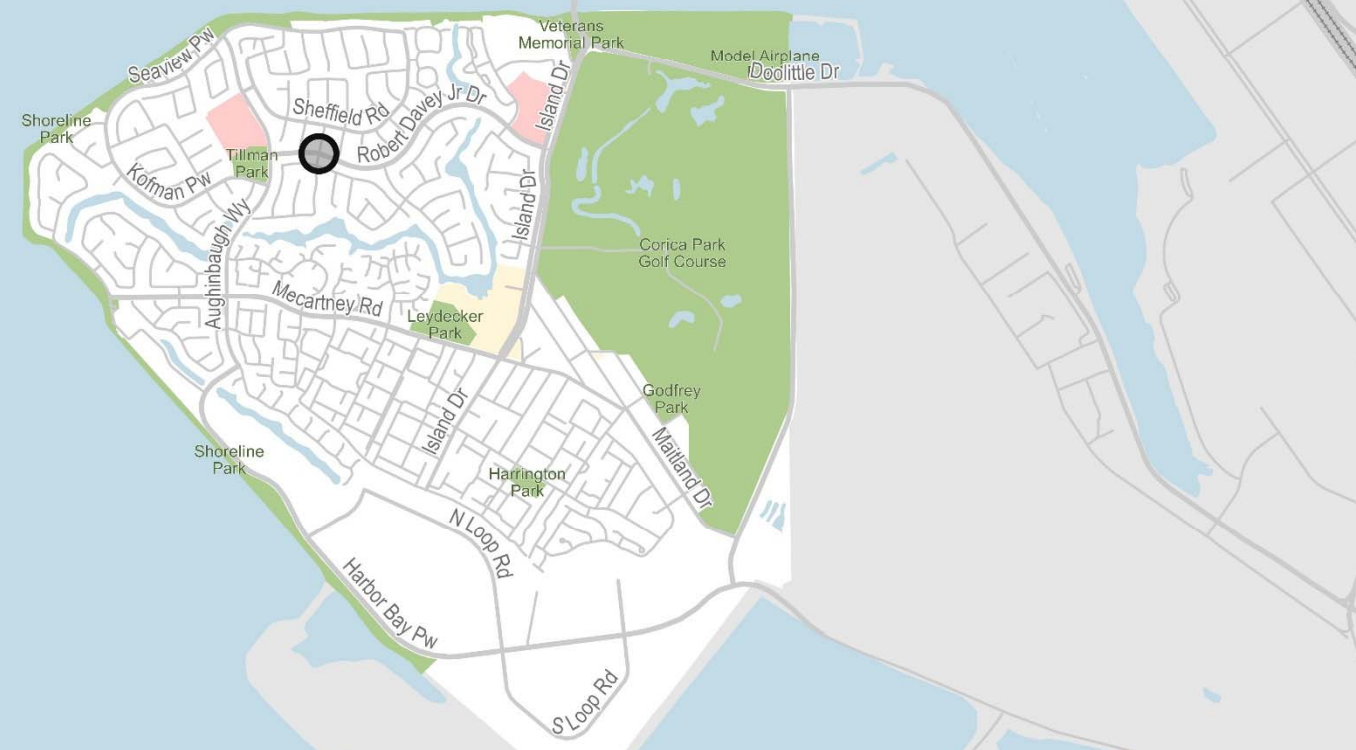 Veterans
Memorial Park
Model Airplane
Doolittle Dr
Seaview Pw
Island Dr
Sheffield Rd
Robert Davey Jr Dr
Shoreline
Park
Tillman
Park
Kofman Pw
Island Dr
Aughinbaugh Wy
Corica Park
Golf Course
Mecartney Rd
Leydecker
Park
Godfrey
Park
Island Dr
Maitland Dr
Shoreline
Park
Harrington
Park
N Loop Rd
Harbor Bay Pw
S Loop Rd